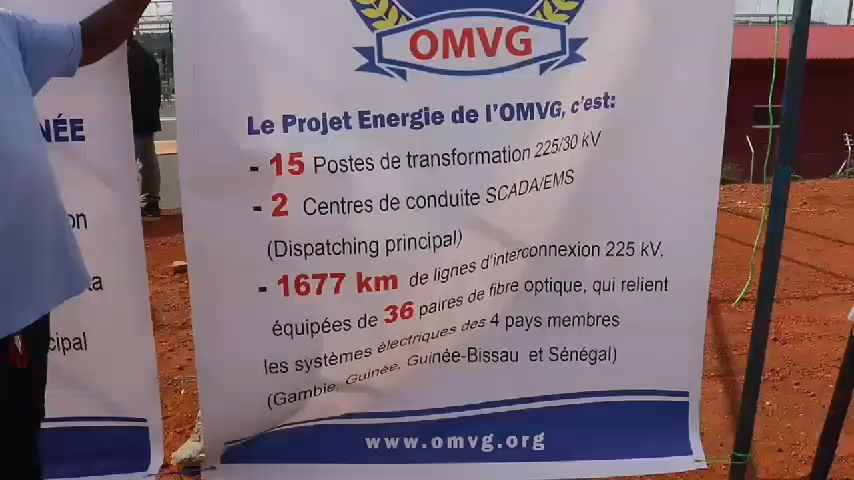 OMVG
Le Projet Energie de l'OMVG, c'est:
- 15 Postes de transformation 225/30 kV
- 2 Centres de conduite SCADA/EMS
(Dispatching principal)
- 1677 km de lignes d'interconnexion 225 kV,
équipées de 36 paires de fibre optique, qui relient
les systèmes électriques des 4 pays membres
(Gambie, Guinée, Guinée-Bissau et Sénégal)
www.omvg.org
NÉE
on
ta
cipal